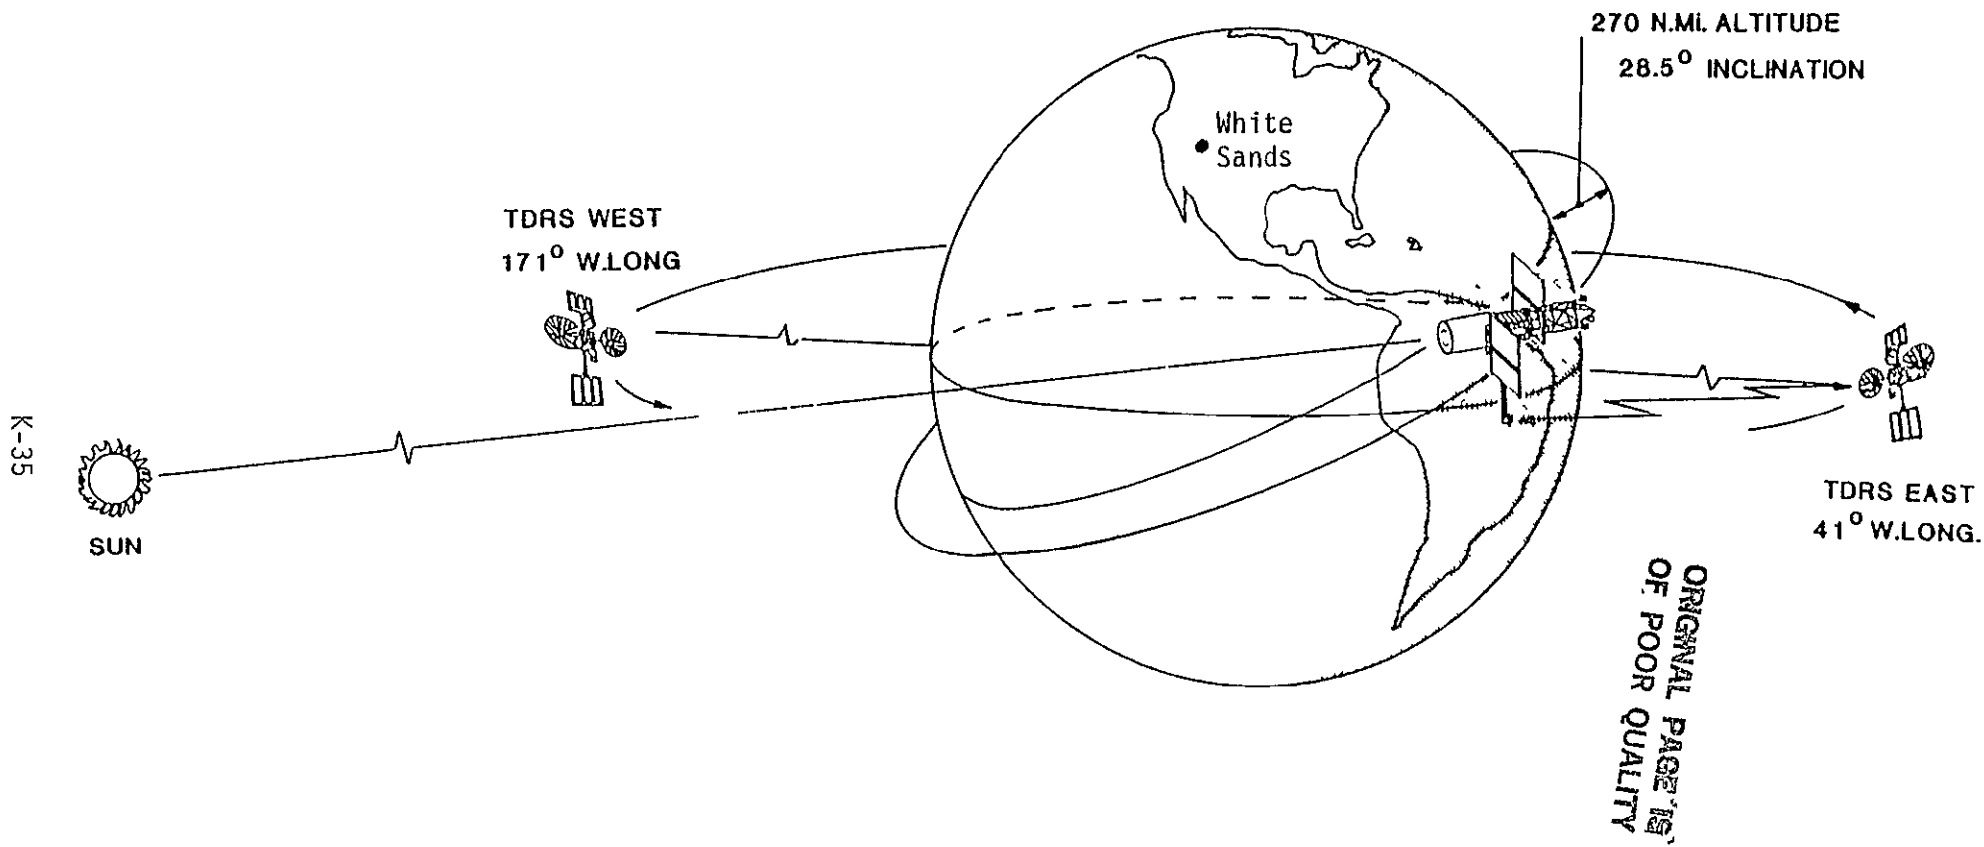 270 N.Mi. ALTITUDE
28.5° INCLINATION
White
Sands
TDRS WEST
171° W.LONG
SUN
TDRS EAST
41° W.LONG.
ORIGINAL PAGE IS
OF POOR QUALITY
K-35